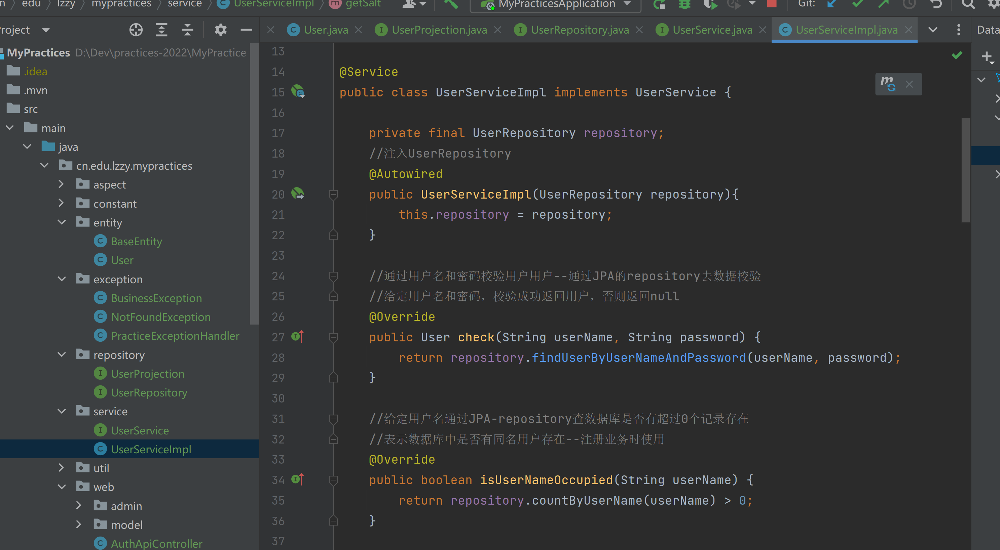 edu lzzy mypractices service UserServiceImpl getSalt MyPracticesApplication Git:
Project
User.java UserProjection.java UserRepository.java UserService.java UserServiceImpl.java Data
MyPractices D:\Dev\practices-2022\MyPractice
.idea
.mvn
src
main
java
cn.edu.lzzy.mypractices
aspect
constant
entity
BaseEntity
User
exception
BusinessException
NotFoundException
PracticeExceptionHandler
repository
UserProjection
UserRepository
service
UserService
UserServiceImpl
util
web
admin
model
AuthApiController
13
14 @Service
15 public class UserServiceImpl implements UserService {
16
17 private final UserRepository repository;
18 //注入UserRepository
19 @Autowired
20 public UserServiceImpl(UserRepository repository){
21 this.repository = repository;
22 }
23
24 //通过用户名和密码校验用户用户--通过JPA的repository去数据校验
25 //给定用户名和密码，校验成功返回用户，否则返回null
26 @Override
27 public User check(String userName, String password) {
28 return repository.findUserByUserNameAndPassword(userName, password);
29 }
30
31 //给定用户名通过JPA-repository查数据库是否有超过0个记录存在
32 //表示数据库中是否有同名用户存在--注册业务时使用
33 @Override
34 public boolean isUserNameOccupied(String userName) {
35 return repository.countByUserName(userName) > 0;
36 }
37